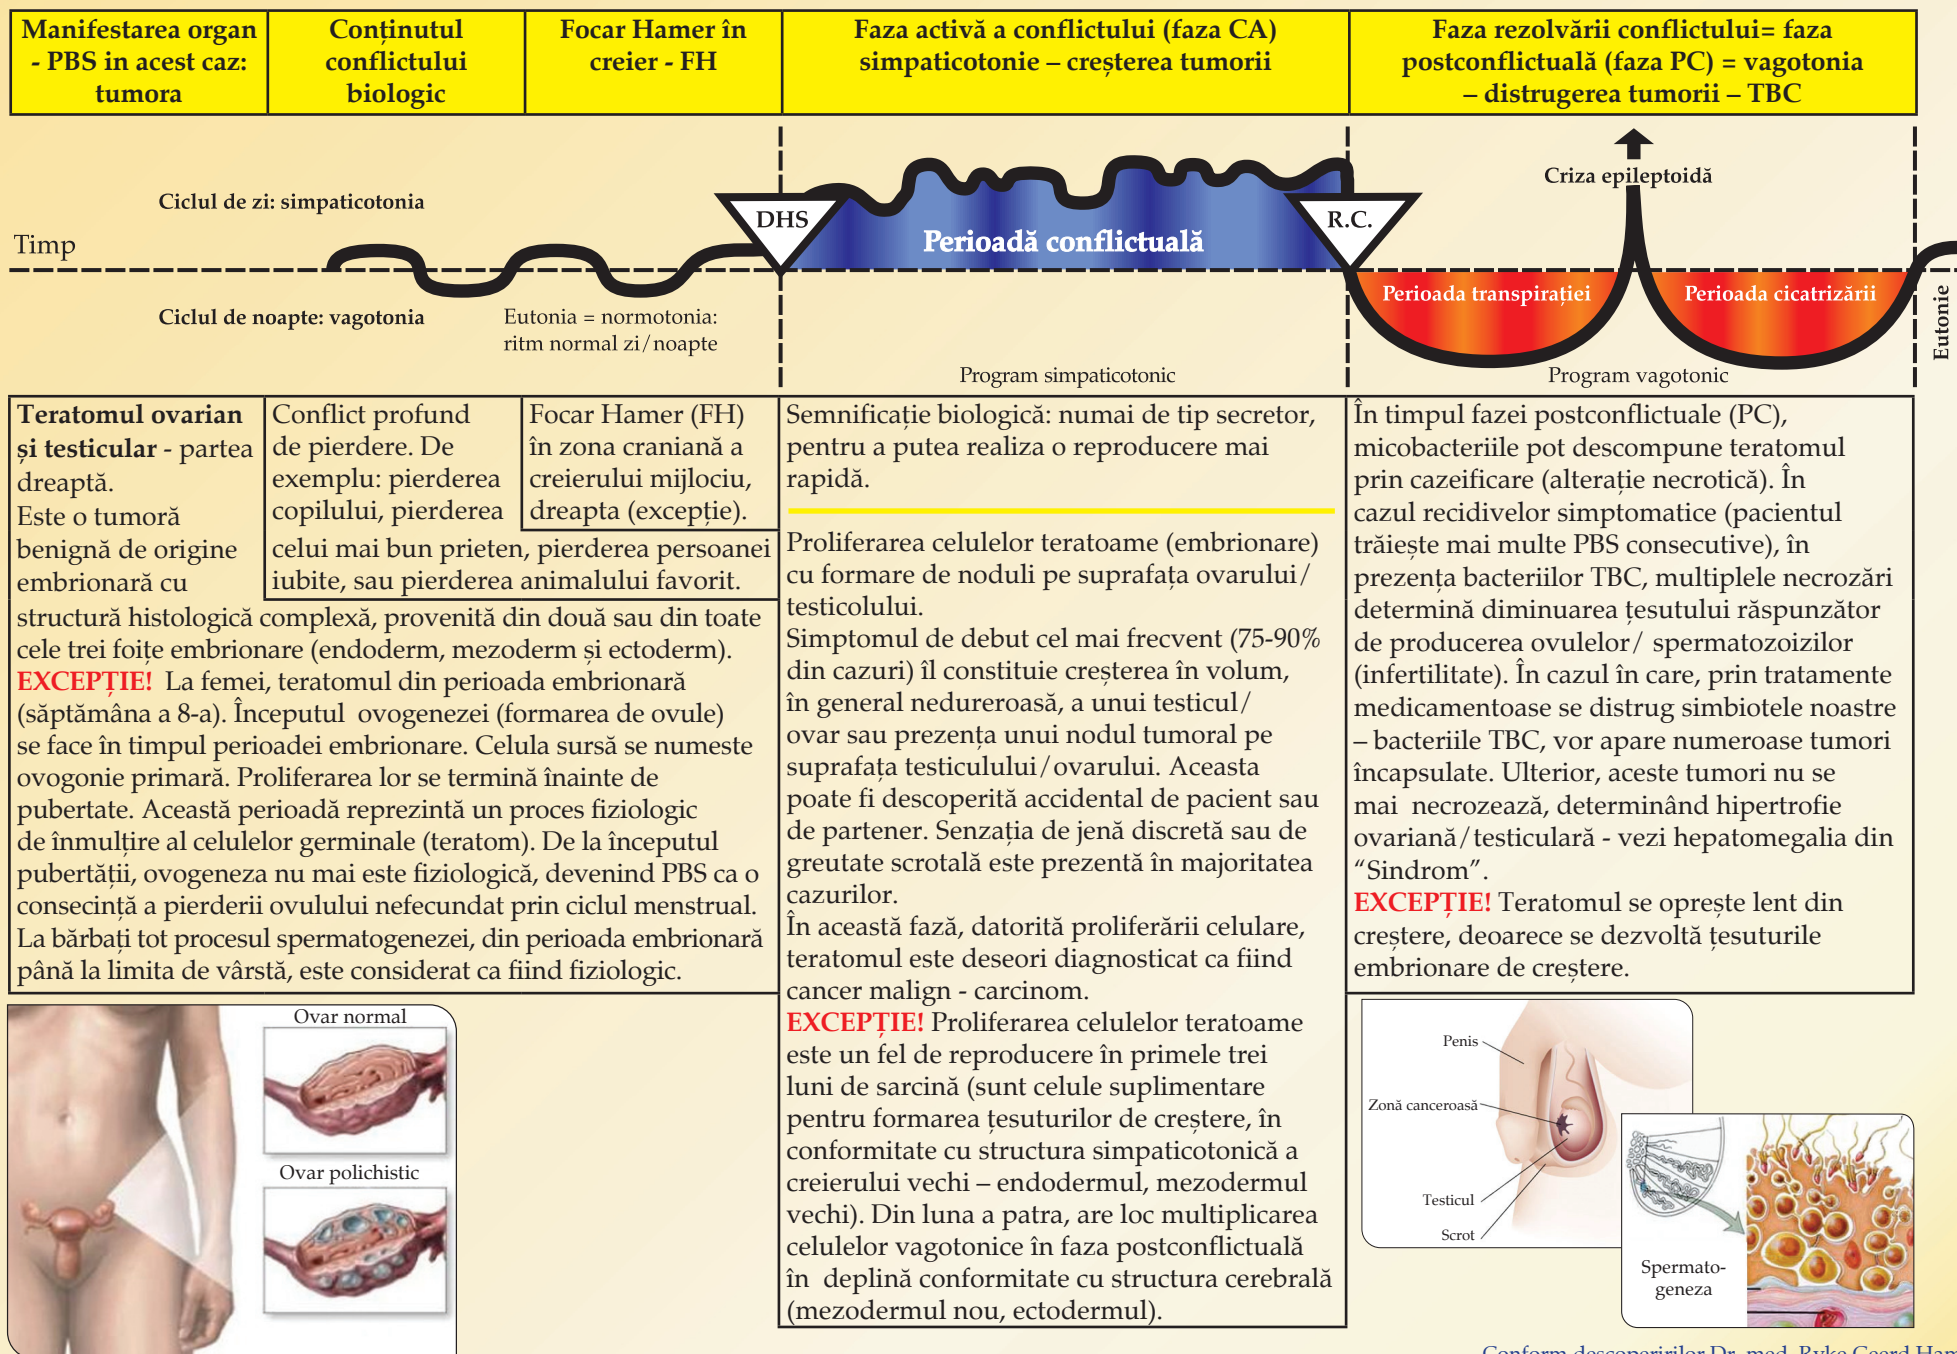 Manifestarea organ
- PBS in acest caz:
tumora
Conținutul
conflictului
biologic
Focar Hamer în
creier - FH
Faza activă a conflictului (faza CA)
simpaticotonie – creșterea tumorii
Faza rezolvării conflictului= faza
postconflictuală (faza PC) = vagotonia
– distrugerea tumorii – TBC
Ciclul de zi: simpaticotonia
Timp
Ciclul de noapte: vagotonia
Eutonia = normotonia:
ritm normal zi/noapte
DHS
Perioadă conflictuală
R.C.
Program simpaticotonic
Criza epileptoidă
Perioada transpirației
Perioada cicatrizării
Program vagotonic
Eutonie
Teratomul ovarian
și testicular - partea
dreaptă.
Este o tumoră
benignă de origine
embrionară cu
structură histologică complexă, provenită din două sau din toate
cele trei foițe embrionare (endoderm, mezoderm și ectoderm).
EXCEPȚIE! La femei, teratomul din perioada embrionară
(săptămâna a 8-a). Începutul ovogenezei (formarea de ovule)
se face în timpul perioadei embrionare. Celula sursă se numeste
ovogonie primară. Proliferarea lor se termină înainte de
pubertate. Această perioadă reprezintă un proces fiziologic
de înmulțire al celulelor germinale (teratom). De la începutul
pubertății, ovogeneza nu mai este fiziologică, devenind PBS ca o
consecință a pierderii ovulului nefecundat prin ciclul menstrual.
La bărbați tot procesul spermatogenezei, din perioada embrionară
până la limita de vârstă, este considerat ca fiind fiziologic.
Conflict profund
de pierdere. De
exemplu: pierderea
copilului, pierderea
celui mai bun prieten, pierderea persoanei
iubite, sau pierderea animalului favorit.
Focar Hamer (FH)
în zona craniană a
creierului mijlociu,
dreapta (excepție).
Semnificație biologică: numai de tip secretor,
pentru a putea realiza o reproducere mai
rapidă.
Proliferarea celulelor teratoame (embrionare)
cu formare de noduli pe suprafața ovarului/
testicolului.
Simptomul de debut cel mai frecvent (75-90%
din cazuri) îl constituie creșterea în volum,
în general nedureroasă, a unui testicul/
ovar sau prezența unui nodul tumoral pe
suprafața testiculului/ovarului. Aceasta
poate fi descoperită accidental de pacient sau
de partener. Senzația de jenă discretă sau de
greutate scrotală este prezentă în majoritatea
cazurilor.
În această fază, datorită proliferării celulare,
teratomul este deseori diagnosticat ca fiind
cancer malign - carcinom.
EXCEPȚIE! Proliferarea celulelor teratoame
este un fel de reproducere în primele trei
luni de sarcină (sunt celule suplimentare
pentru formarea țesuturilor de creștere, în
conformitate cu structura simpaticotonică a
creierului vechi – endodermul, mezodermul
vechi). Din luna a patra, are loc multiplicarea
celulelor vagotonice în faza postconflictuală
în deplină conformitate cu structura cerebrală
(mezodermul nou, ectodermul).
În timpul fazei postconflictuale (PC),
micobacteriile pot descompune teratomul
prin cazeificare (alterație necrotică). În
cazul recidivelor simptomatice (pacientul
trăiește mai multe PBS consecutive), în
prezența bacteriilor TBC, multiplele necrozări
determină diminuarea țesutului răspunzător
de producerea ovulelor/ spermatozoizilor
(infertilitate). În cazul în care, prin tratamente
medicamentoase se distrug simbiotele noastre
– bacteriile TBC, vor apare numeroase tumori
încapsulate. Ulterior, aceste tumori nu se
mai necrozează, determinând hipertrofie
ovariană/testiculară - vezi hepatomegalia din
“Sindrom”.
EXCEPȚIE! Teratomul se oprește lent din
creștere, deoarece se dezvoltă țesuturile
embrionare de creștere.
Ovar normal
Ovar polichistic
Penis
Zonă canceroasă
Testicul
Scrot
Spermato-
geneza
Conform descoperirilor Dr. med. Ryke Geerd